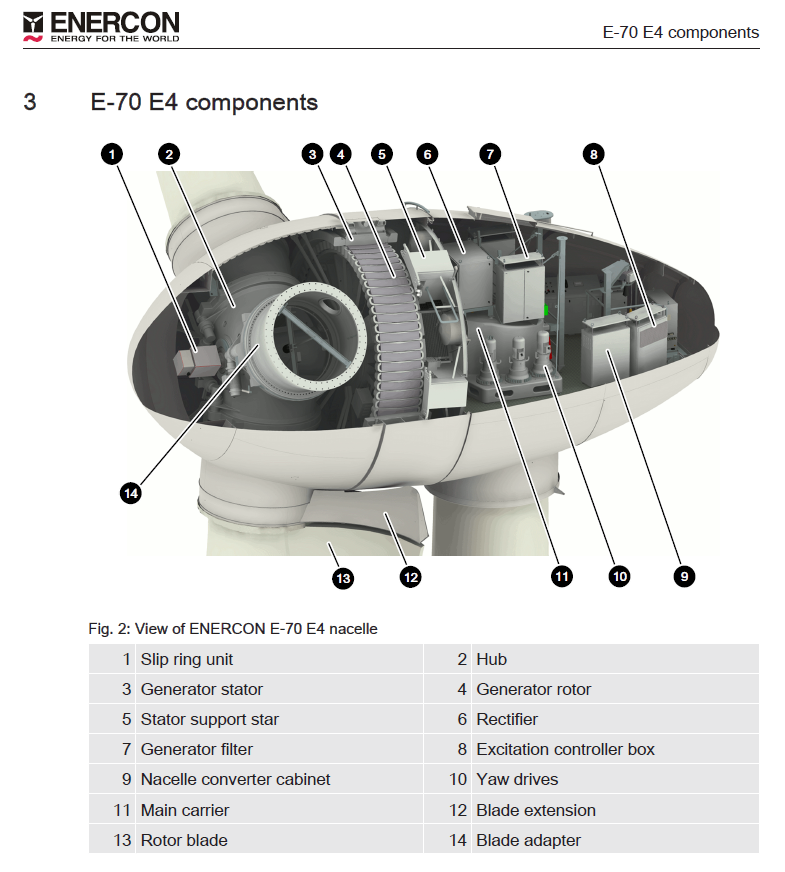 ENERCON
ENERGY FOR THE WORLD
E-70 E4 components
3 E-70 E4 components
1 2 3 4 5 6 7 8
14
13 12 11 10 9
Fig. 2: View of ENERCON E-70 E4 nacelle
1 Slip ring unit 2 Hub
3 Generator stator 4 Generator rotor
5 Stator support star 6 Rectifier
7 Generator filter 8 Excitation controller box
9 Nacelle converter cabinet 10 Yaw drives
11 Main carrier 12 Blade extension
13 Rotor blade 14 Blade adapter